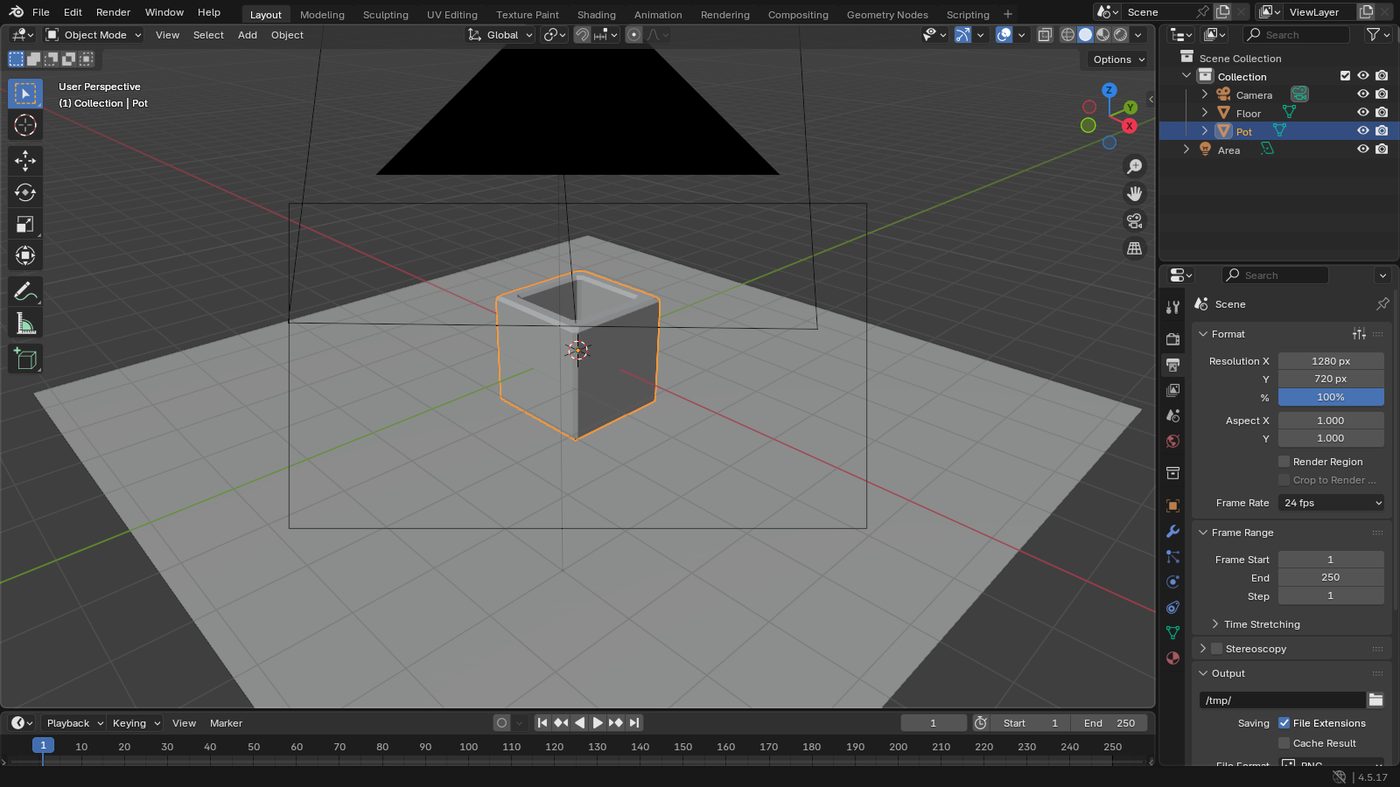 File Edit Render Window Help Layout Modeling Sculpting UV Editing Texture Paint Shading Animation Rendering Compositing Geometry Nodes Scripting + Scene ViewLayer
Object Mode View Select Add Object Global Search
Options
User Perspective
(1) Collection | Pot
Z
Y
X
Scene Collection
Collection
Camera
Floor
Pot
Area
Search
Scene
Format
Resolution X 1280 px
Y 720 px
% 100%
Aspect X 1.000
Y 1.000
Render Region
Crop to Render ...
Frame Rate 24 fps
Frame Range
Frame Start 1
End 250
Step 1
Time Stretching
Stereoscopy
Output
/tmp/
Saving File Extensions
Cache Result
File Format PNG
Playback Keying View Marker 1 Start 1 End 250
1 10 20 30 40 50 60 70 80 90 100 110 120 130 140 150 160 170 180 190 200 210 220 230 240 250
4.5.17